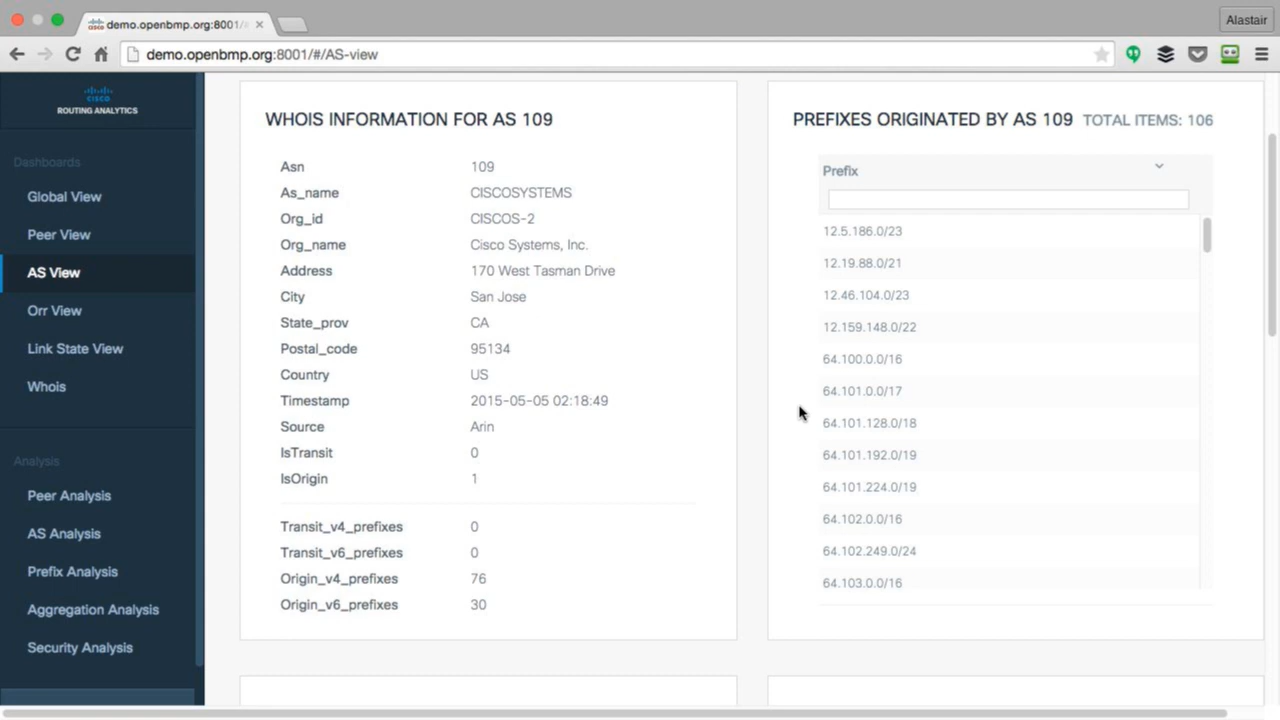 demo.openbmp.org:8001/#
Alastair
demo.openbmp.org:8001/#/AS-view
CISCO
ROUTING ANALYTICS
Dashboards
Global View
Peer View
AS View
Orr View
Link State View
Whois
Analysis
Peer Analysis
AS Analysis
Prefix Analysis
Aggregation Analysis
Security Analysis
WHOIS INFORMATION FOR AS 109
Asn 109
As_name CISCOSYSTEMS
Org_id CISCOS-2
Org_name Cisco Systems, Inc.
Address 170 West Tasman Drive
City San Jose
State_prov CA
Postal_code 95134
Country US
Timestamp 2015-05-05 02:18:49
Source Arin
IsTransit 0
IsOrigin 1
Transit_v4_prefixes 0
Transit_v6_prefixes 0
Origin_v4_prefixes 76
Origin_v6_prefixes 30
PREFIXES ORIGINATED BY AS 109 TOTAL ITEMS: 106
Prefix
12.5.186.0/23
12.19.88.0/21
12.46.104.0/23
12.159.148.0/22
64.100.0.0/16
64.101.0.0/17
64.101.128.0/18
64.101.192.0/19
64.101.224.0/19
64.102.0.0/16
64.102.249.0/24
64.103.0.0/16